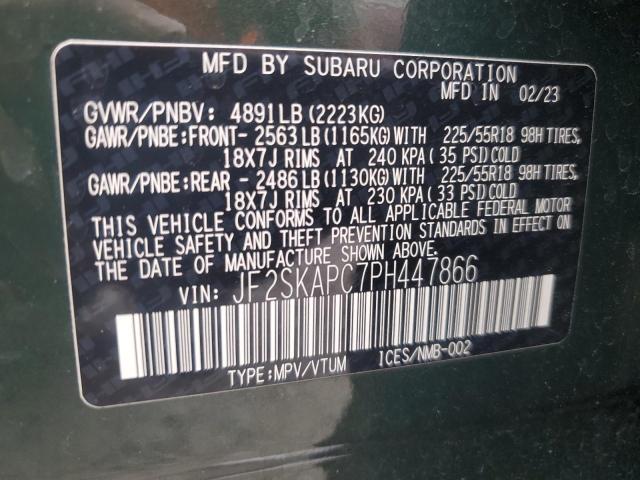 MFD BY SUBARU CORPORATION
MFD IN 02/23
GVWR/PNBV: 4891LB (2223KG)
GAWR/PNBE:FRONT- 2563LB (1165KG)WITH 225/55R18 98H TIRES,
18X7J RIMS AT 240 KPA( 35 PSI)COLD
GAWR/PNBE:REAR - 2486LB (1130KG)WITH 225/55R18 98H TIRES,
18X7J RIMS AT 230 KPA( 33 PSI)COLD
THIS VEHICLE CONFORMS TO ALL APPLICABLE FEDERAL MOTOR
VEHICLE SAFETY AND THEFT PREVENTION STANDARDS IN EFFECT ON
THE DATE OF MANUFACTURE SHOWN ABOVE.
VIN: JF2SKAPC7PH447866
TYPE:MPV/VTUM ICES/NMB-002